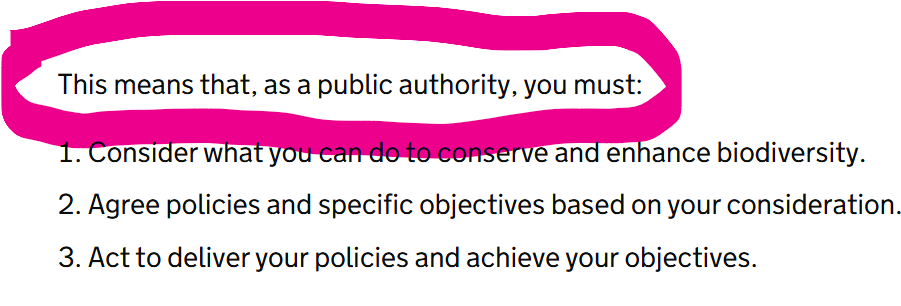 This means that, as a public authority, you must:
1. Consider what you can do to conserve and enhance biodiversity.
2. Agree policies and specific objectives based on your consideration.
3. Act to deliver your policies and achieve your objectives.